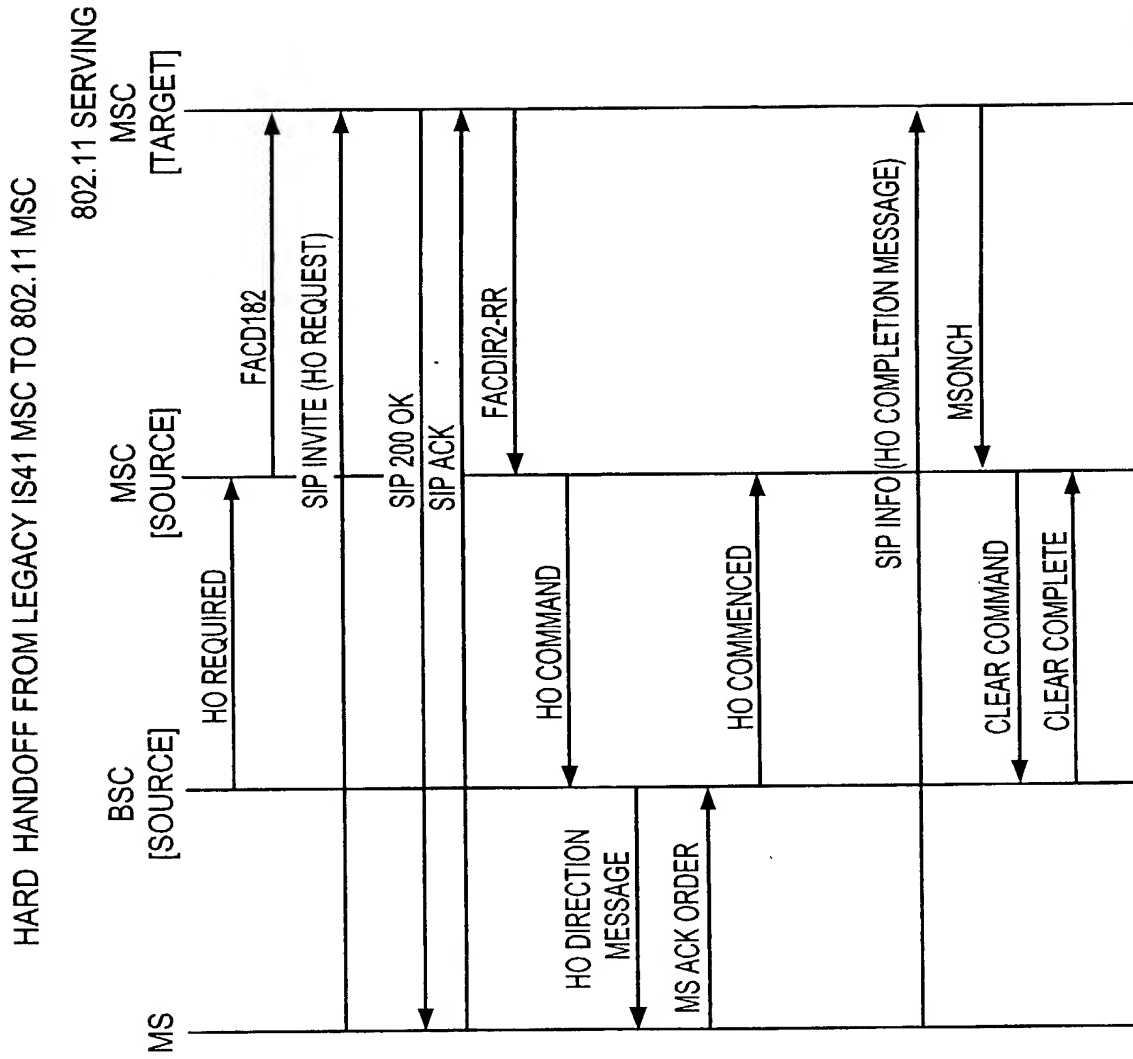 HARD HANDOFF FROM LEGACY IS41 MSC TO 802.11 MSC
MS
BSC
[SOURCE]
MSC
[SOURCE]
802.11 SERVING
MSC
[TARGET]
HO REQUIRED
FACD182
SIP INVITE (HO REQUEST)
SIP 200 OK
SIP ACK
FACDIR2-RR
HO COMMAND
HO DIRECTION
MESSAGE
MS ACK ORDER
HO COMMENCED
SIP INFO (HO COMPLETION MESSAGE)
MSONCH
CLEAR COMMAND
CLEAR COMPLETE